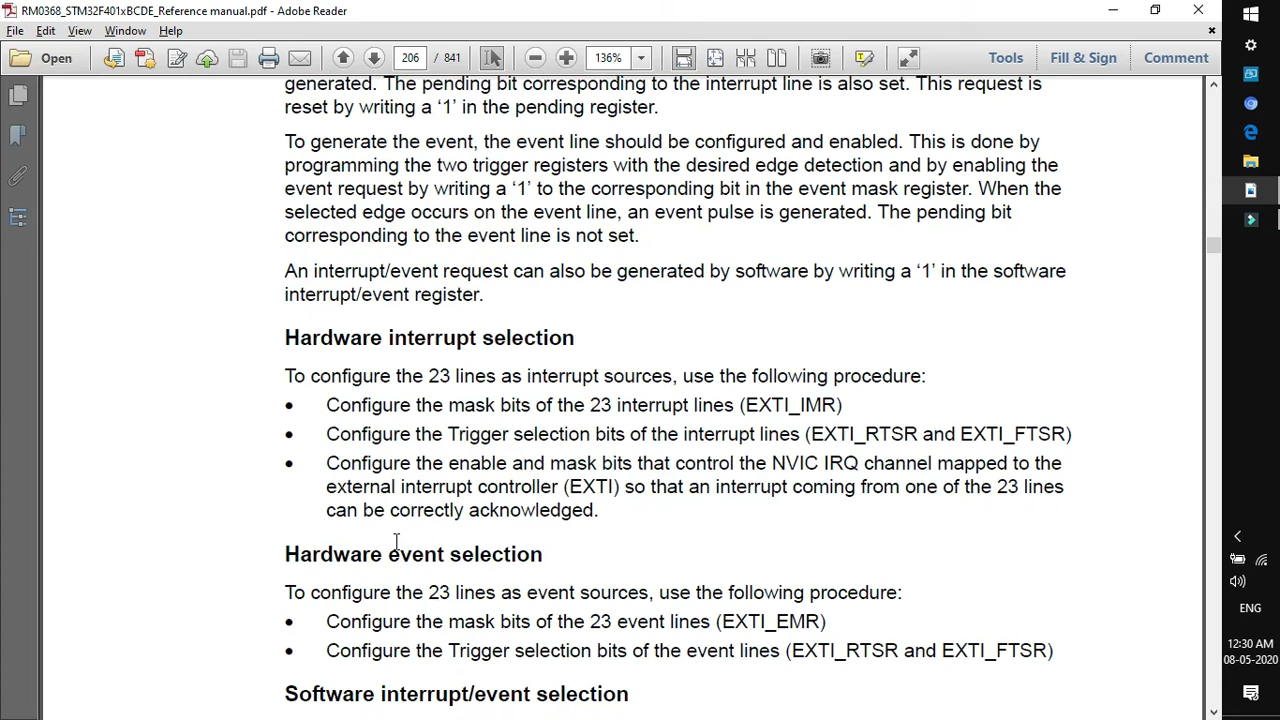 RM0368_STM32F401xBCDE_Reference manual.pdf - Adobe Reader
File Edit View Window Help
Open 206 / 841 136% Tools Fill & Sign Comment
generated. The pending bit corresponding to the interrupt line is also set. This request is
reset by writing a ‘1’ in the pending register.
To generate the event, the event line should be configured and enabled. This is done by
programming the two trigger registers with the desired edge detection and by enabling the
event request by writing a ‘1’ to the corresponding bit in the event mask register. When the
selected edge occurs on the event line, an event pulse is generated. The pending bit
corresponding to the event line is not set.
An interrupt/event request can also be generated by software by writing a ‘1’ in the software
interrupt/event register.
Hardware interrupt selection
To configure the 23 lines as interrupt sources, use the following procedure:
• Configure the mask bits of the 23 interrupt lines (EXTI_IMR)
• Configure the Trigger selection bits of the interrupt lines (EXTI_RTSR and EXTI_FTSR)
• Configure the enable and mask bits that control the NVIC IRQ channel mapped to the
external interrupt controller (EXTI) so that an interrupt coming from one of the 23 lines
can be correctly acknowledged.
Hardware event selection
To configure the 23 lines as event sources, use the following procedure:
• Configure the mask bits of the 23 event lines (EXTI_EMR)
• Configure the Trigger selection bits of the event lines (EXTI_RTSR and EXTI_FTSR)
Software interrupt/event selection
ENG
12:30 AM
08-05-2020